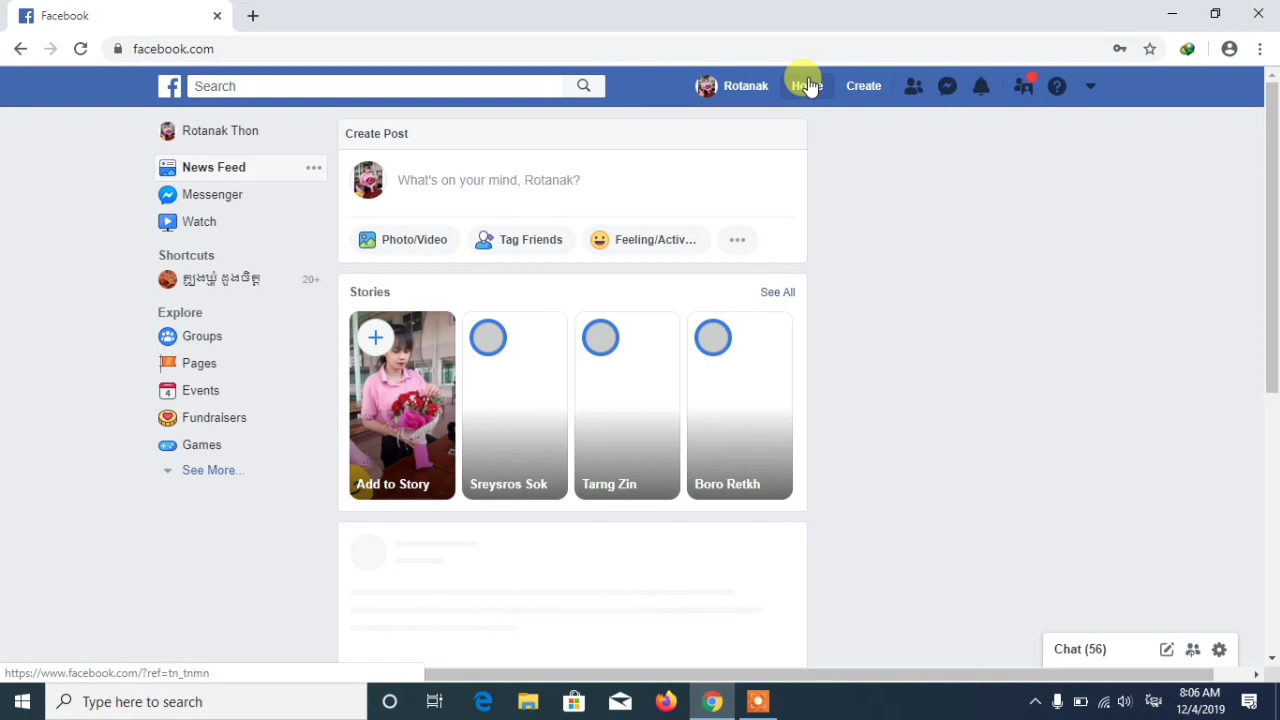 Facebook
facebook.com
Search
Rotanak
Home
Create
Rotanak Thon
News Feed
Messenger
Watch
Shortcuts
20+
Explore
Groups
Pages
4
Events
Fundraisers
Games
See More...
Create Post
What's on your mind, Rotanak?
Photo/Video
Tag Friends
Feeling/Activ...
Stories
See All
Add to Story
Sreysros Sok
Tarng Zin
Boro Retkh
Chat (56)
https://www.facebook.com/?ref=tn_tnmn
Type here to search
8:06 AM
12/4/2019